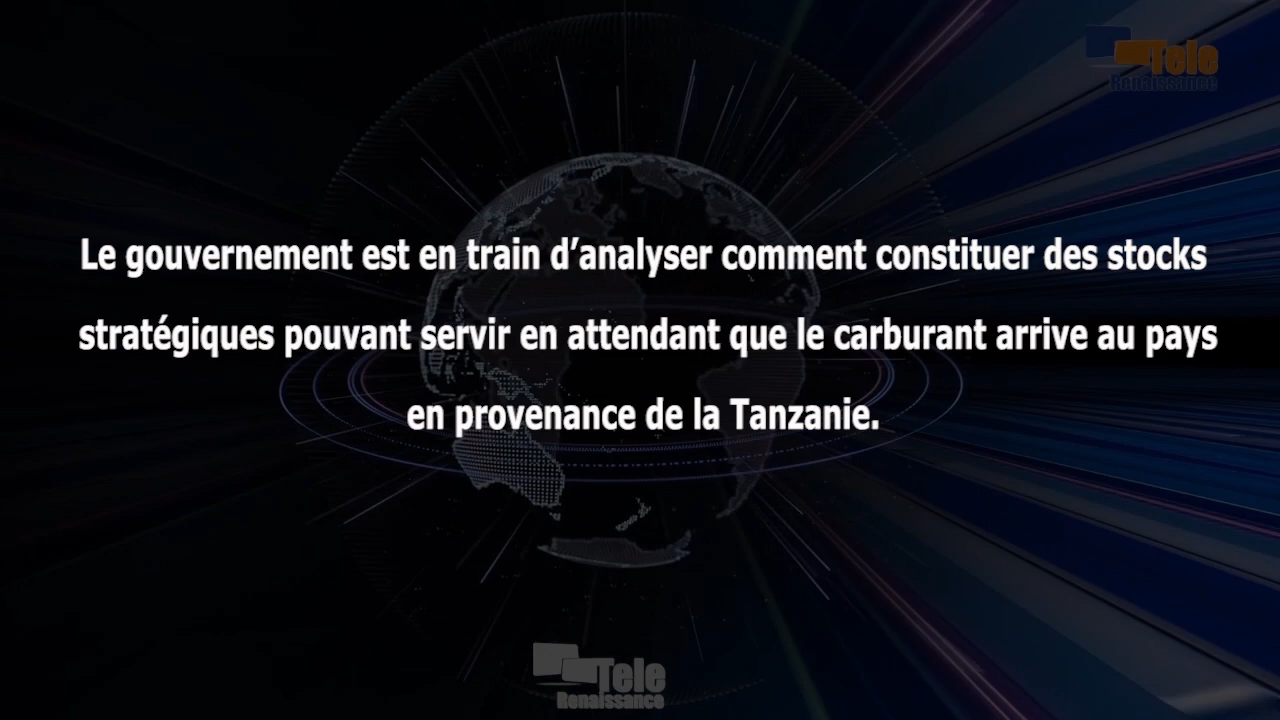 Tele
Renaissance
Le gouvernement est en train d’analyser comment constituer des stocks
stratégiques pouvant servir en attendant que le carburant arrive au pays
en provenance de la Tanzanie.
Tele
Renaissance